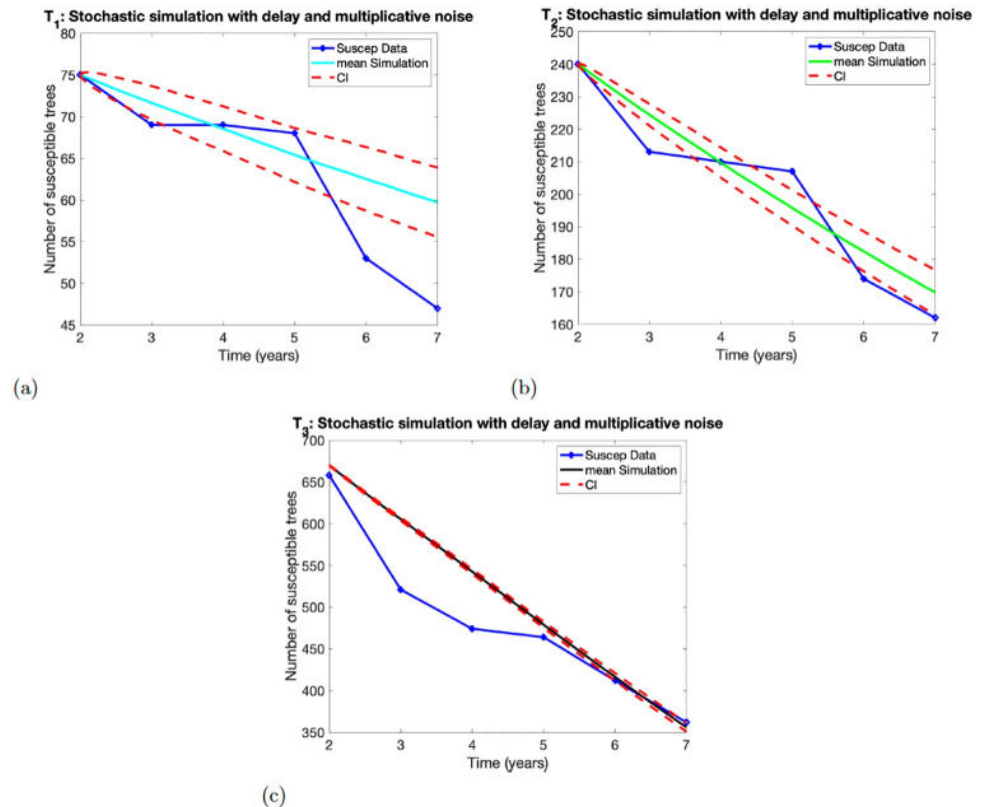 T1: Stochastic simulation with delay and multiplicative noise
80
75
70
65
60
55
50
45
Number of susceptible trees
Suscep Data
mean Simulation
CI
2 3 4 5 6 7
Time (years)
(a)
T2: Stochastic simulation with delay and multiplicative noise
250
240
230
220
210
200
190
180
170
160
Number of susceptible trees
Suscep Data
mean Simulation
CI
2 3 4 5 6 7
Time (years)
(b)
T3: Stochastic simulation with delay and multiplicative noise
700
650
600
550
500
450
400
350
Number of susceptible trees
Suscep Data
mean Simulation
CI
2 3 4 5 6 7
Time (years)
(c)